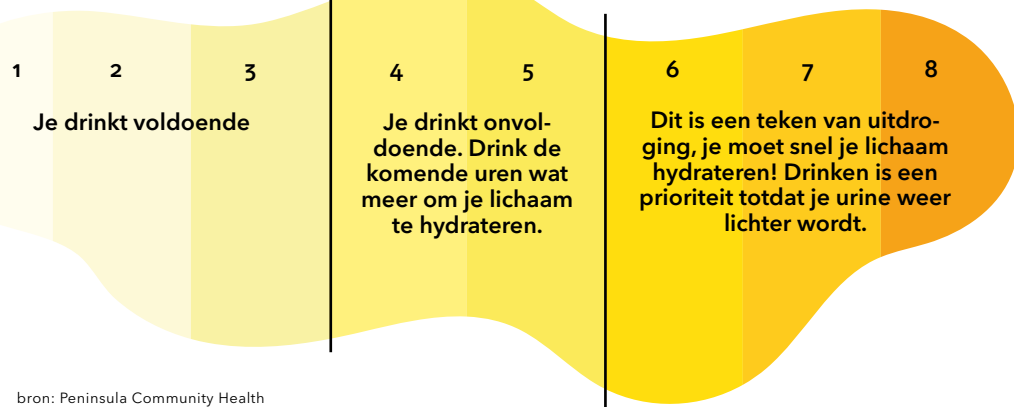 1 2 3 4 5 6 7 8
Je drinkt voldoende
Je drinkt onvol-
doende. Drink de
komende uren wat
meer om je lichaam
te hydrateren.
Dit is een teken van uitdro-
ging, je moet snel je lichaam
hydrateren! Drinken is een
prioriteit totdat je urine weer
lichter wordt.
bron: Peninsula Community Health